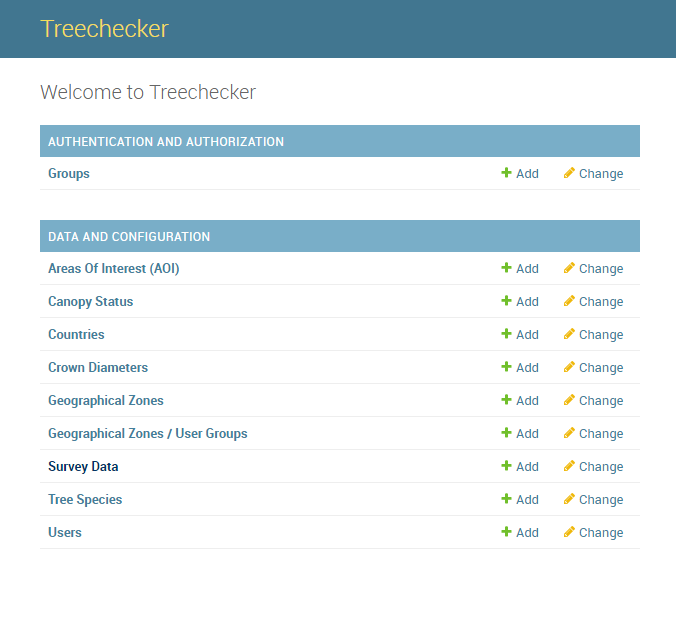 Treechecker
Welcome to Treechecker
AUTHENTICATION AND AUTHORIZATION
Groups Add Change
DATA AND CONFIGURATION
Areas Of Interest (AOI) Add Change
Canopy Status Add Change
Countries Add Change
Crown Diameters Add Change
Geographical Zones Add Change
Geographical Zones / User Groups Add Change
Survey Data Add Change
Tree Species Add Change
Users Add Change